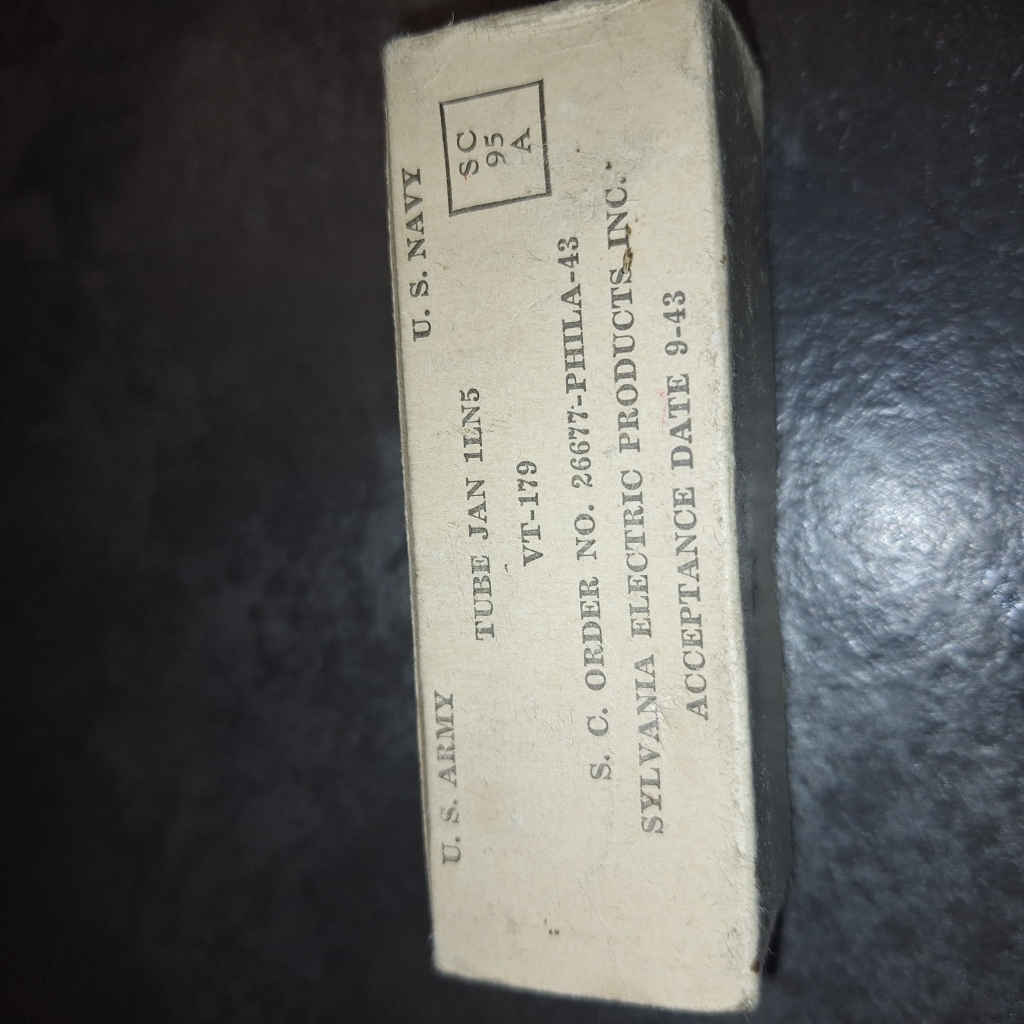 U. S. ARMY U. S. NAVY
TUBE JAN 1LN5
VT-179
SC
95
A
S. C. ORDER NO. 26677-PHILA-43
SYLVANIA ELECTRIC PRODUCTS, INC.
ACCEPTANCE DATE 9-43